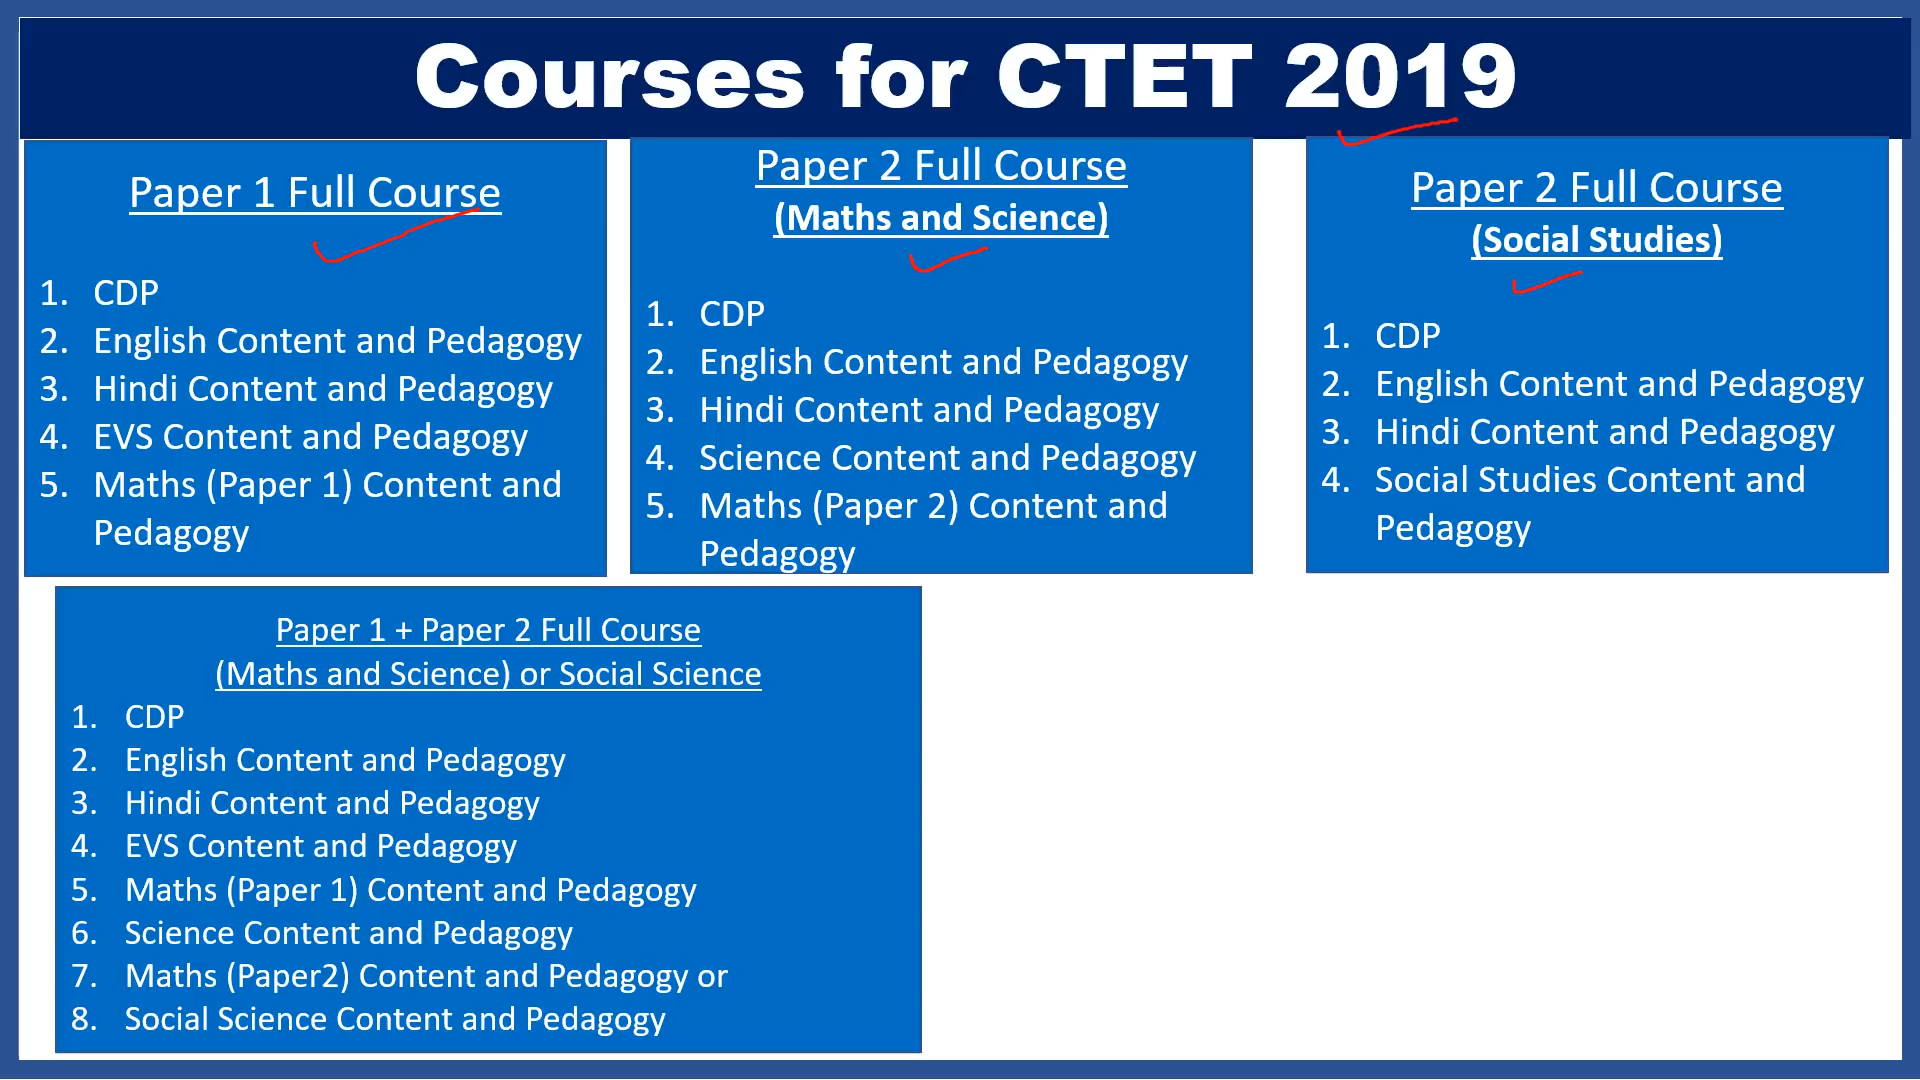 Courses for CTET 2019
Paper 1 Full Course
1. CDP
2. English Content and Pedagogy
3. Hindi Content and Pedagogy
4. EVS Content and Pedagogy
5. Maths (Paper 1) Content and
Pedagogy
Paper 2 Full Course
(Maths and Science)
1. CDP
2. English Content and Pedagogy
3. Hindi Content and Pedagogy
4. Science Content and Pedagogy
5. Maths (Paper 2) Content and
Pedagogy
Paper 2 Full Course
(Social Studies)
1. CDP
2. English Content and Pedagogy
3. Hindi Content and Pedagogy
4. Social Studies Content and
Pedagogy
Paper 1 + Paper 2 Full Course
(Maths and Science) or Social Science
1. CDP
2. English Content and Pedagogy
3. Hindi Content and Pedagogy
4. EVS Content and Pedagogy
5. Maths (Paper 1) Content and Pedagogy
6. Science Content and Pedagogy
7. Maths (Paper2) Content and Pedagogy or
8. Social Science Content and Pedagogy